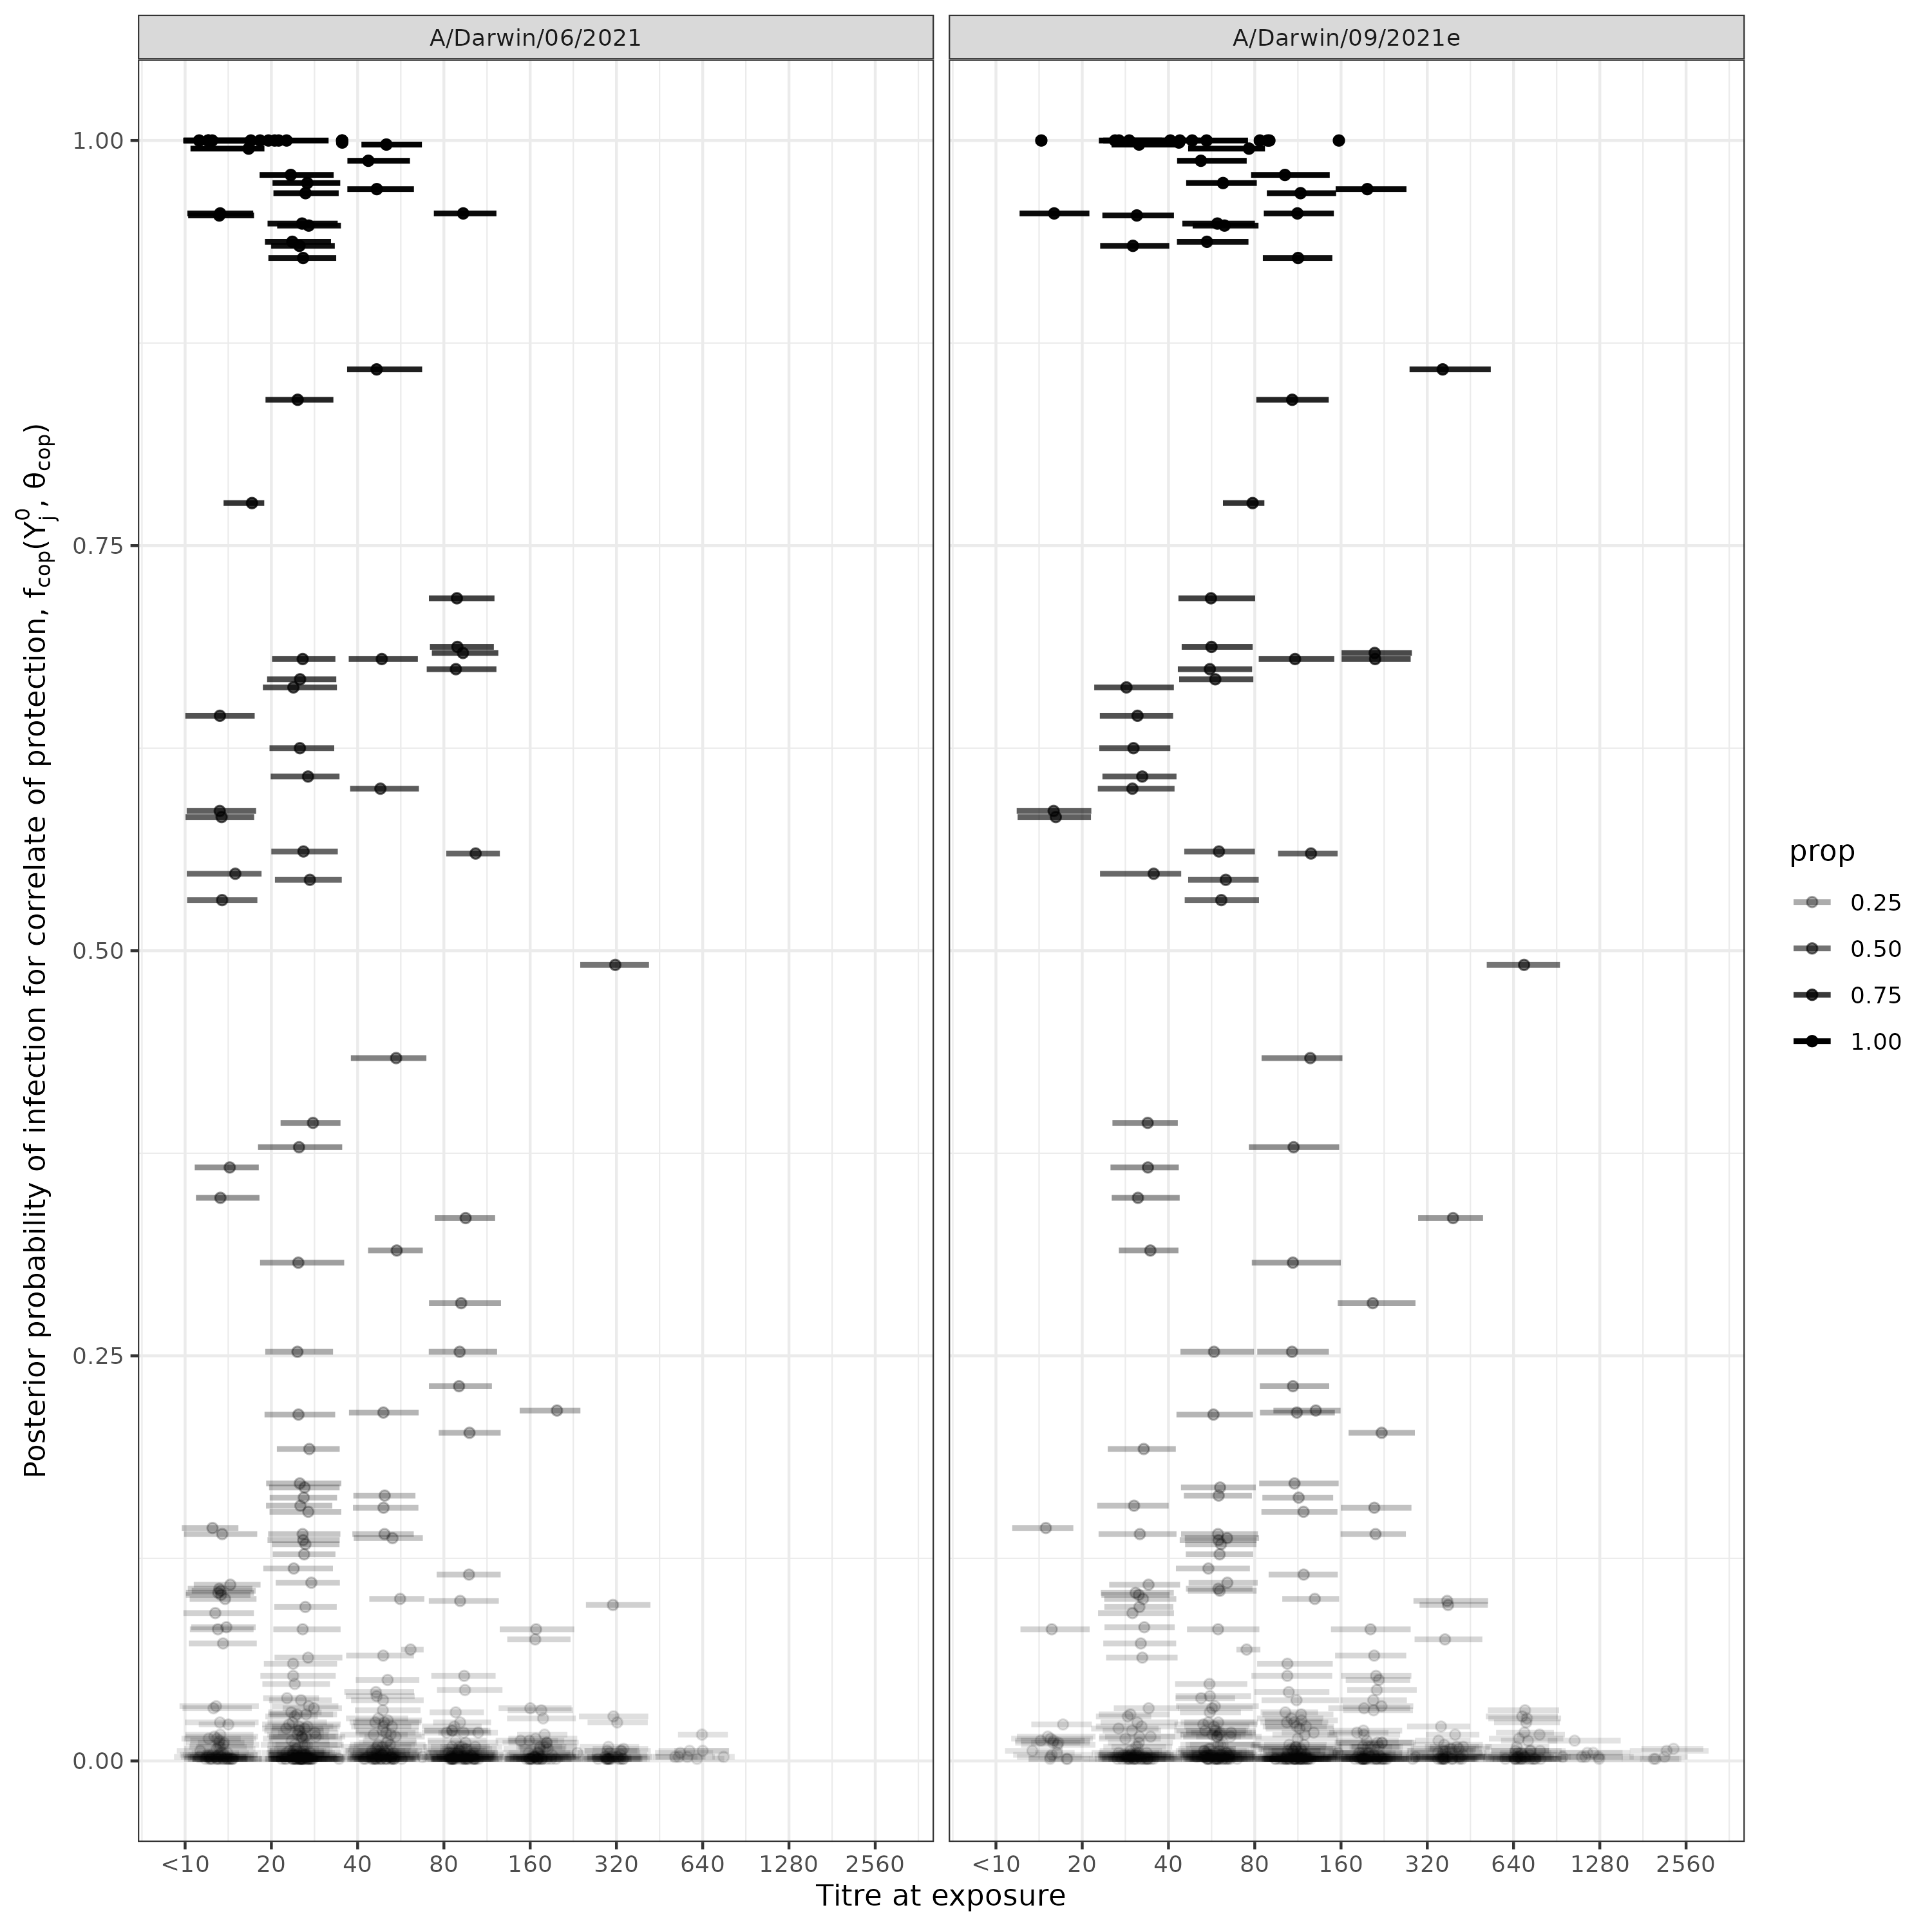 A/Darwin/06/2021
A/Darwin/09/2021e
Posterior probability of infection for correlate of protection, f_cop(Y_j^0, θ_cop)
1.00
0.75
0.50
0.25
0.00
<10 20 40 80 160 320 640 1280 2560
<10 20 40 80 160 320 640 1280 2560
Titre at exposure
prop
0.25
0.50
0.75
1.00